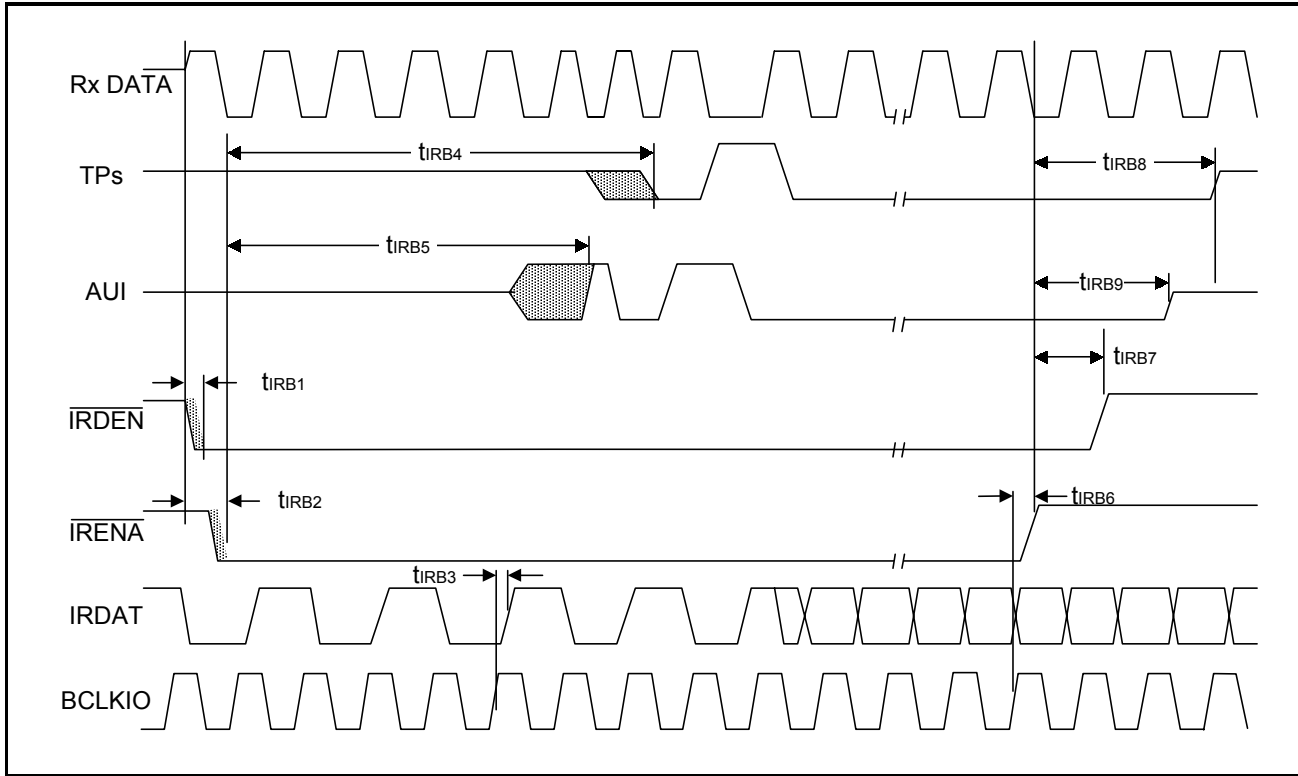 Rx DATA
tIRB4
tIRB8
TPs
tIRB5
AUI
tIRB9
tIRB7
tIRB1
IRDEN
tIRB2
tIRB6
IRENA
tIRB3
IRDAT
BCLKIO